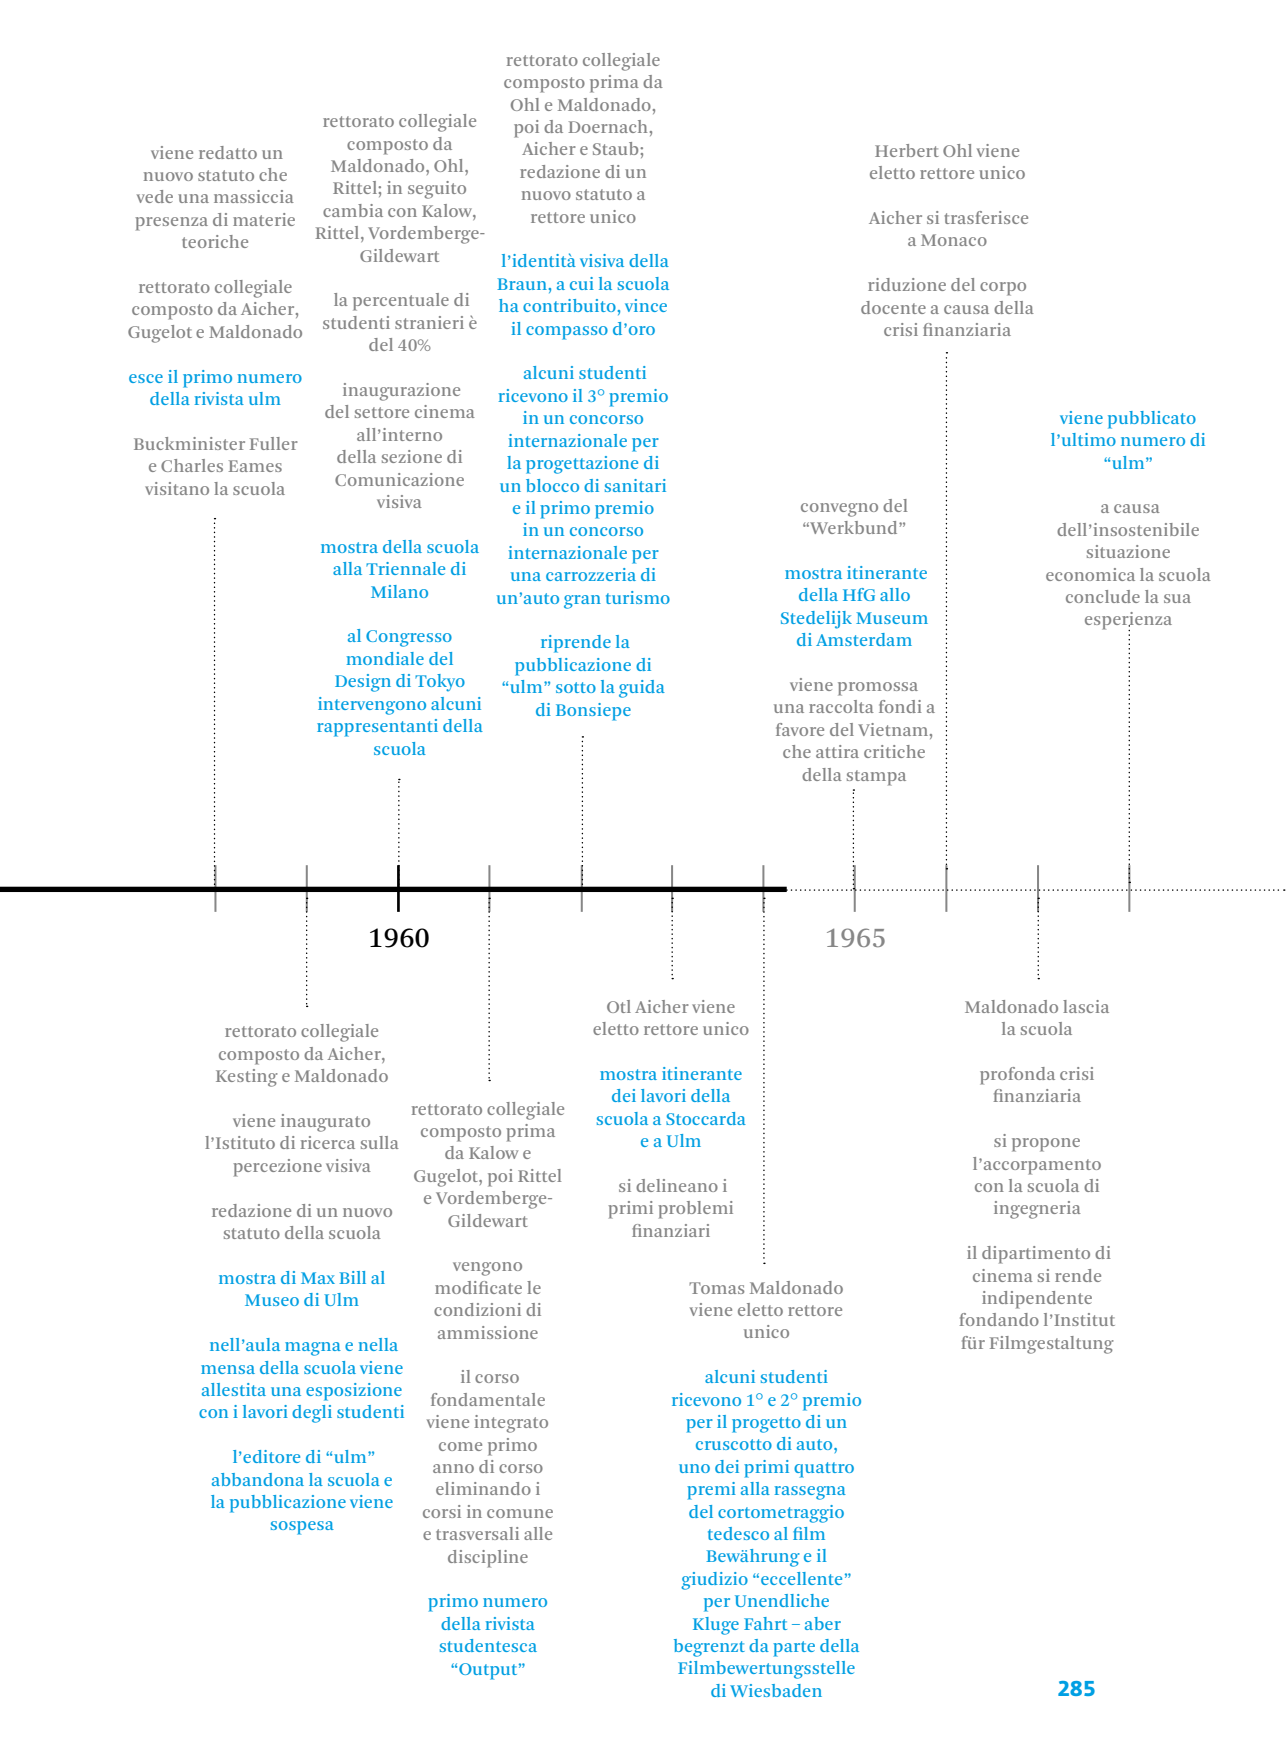 viene redatto un
nuovo statuto che
vede una massiccia
presenza di materie
teoriche
rettorato collegiale
composto da Aicher,
Gugelot e Maldonado
esce il primo numero
della rivista ulm
Buckminister Fuller
e Charles Eames
visitano la scuola
rettorato collegiale
composto da
Maldonado, Ohl,
Rittel; in seguito
cambia con Kalow,
Rittel, Vordemberge-
Gildewart
la percentuale di
studenti stranieri è
del 40%
inaugurazione
del settore cinema
all’interno
della sezione di
Comunicazione
visiva
mostra della scuola
alla Triennale di
Milano
al Congresso
mondiale del
Design di Tokyo
intervengono alcuni
rappresentanti della
scuola
rettorato collegiale
composto prima da
Ohl e Maldonado,
poi da Doernach,
Aicher e Staub;
redazione di un
nuovo statuto a
rettore unico
l’identità visiva della
Braun, a cui la scuola
ha contribuito, vince
il compasso d’oro
alcuni studenti
ricevono il 3° premio
in un concorso
internazionale per
la progettazione di
un blocco di sanitari
e il primo premio
in un concorso
internazionale per
una carrozzeria di
un’auto gran turismo
riprende la
pubblicazione di
“ulm” sotto la guida
di Bonsiepe
convegno del
“Werkbund”
mostra itinerante
della HfG allo
Stedelijk Museum
di Amsterdam
viene promossa
una raccolta fondi a
favore del Vietnam,
che attira critiche
della stampa
Herbert Ohl viene
eletto rettore unico
Aicher si trasferisce
a Monaco
riduzione del corpo
docente a causa della
crisi finanziaria
viene pubblicato
l’ultimo numero di
“ulm”
a causa
dell’insostenibile
situazione
economica la scuola
conclude la sua
esperienza
1960
1965
rettorato collegiale
composto da Aicher,
Kesting e Maldonado
viene inaugurato
l’Istituto di ricerca sulla
percezione visiva
redazione di un nuovo
statuto della scuola
mostra di Max Bill al
Museo di Ulm
nell’aula magna e nella
mensa della scuola viene
allestita una esposizione
con i lavori degli studenti
l’editore di “ulm”
abbandona la scuola e
la pubblicazione viene
sospesa
rettorato collegiale
composto prima
da Kalow e
Gugelot, poi Rittel
e Vordemberge-
Gildewart
vengono
modificate le
condizioni di
ammissione
il corso
fondamentale
viene integrato
come primo
anno di corso
eliminando i
corsi in comune
e trasversali alle
discipline
primo numero
della rivista
studentesca
“Output”
Otl Aicher viene
eletto rettore unico
mostra itinerante
dei lavori della
scuola a Stoccarda
e a Ulm
si delineano i
primi problemi
finanziari
Tomas Maldonado
viene eletto rettore
unico
alcuni studenti
ricevono 1° e 2° premio
per il progetto di un
cruscotto di auto,
uno dei primi quattro
premi alla rassegna
del cortometraggio
tedesco al film
Bewährung e il
giudizio “eccellente”
per Unendliche
Kluge Fahrt – aber
begrenzt da parte della
Filmbewertungsstelle
di Wiesbaden
Maldonado lascia
la scuola
profonda crisi
finanziaria
si propone
l’accorpamento
con la scuola di
ingegneria
il dipartimento di
cinema si rende
indipendente
fondando l’Institut
für Filmgestaltung
285